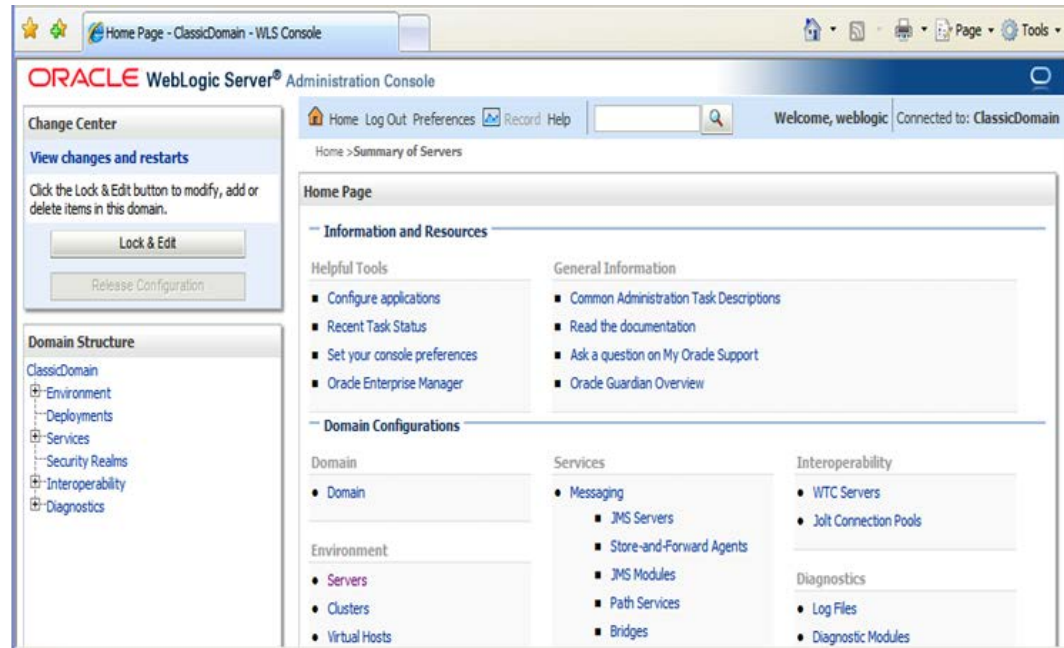 Home Page - ClassicDomain - WLS Console
Page
Tools
ORACLE WebLogic Server® Administration Console
Change Center
View changes and restarts
Click the Lock & Edit button to modify, add or
delete items in this domain.
Lock & Edit
Release Configuration
Domain Structure
ClassicDomain
Environment
Deployments
Services
Security Realms
Interoperability
Diagnostics
Home Log Out Preferences Record Help
Welcome, weblogic Connected to: ClassicDomain
Home >Summary of Servers
Home Page
Information and Resources
Helpful Tools
Configure applications
Recent Task Status
Set your console preferences
Oracle Enterprise Manager
General Information
Common Administration Task Descriptions
Read the documentation
Ask a question on My Oracle Support
Oracle Guardian Overview
Domain Configurations
Domain
Domain
Environment
Servers
Clusters
Virtual Hosts
Services
Messaging
JMS Servers
Store-and-Forward Agents
JMS Modules
Path Services
Bridges
Interoperability
WTC Servers
Jolt Connection Pools
Diagnostics
Log Files
Diagnostic Modules